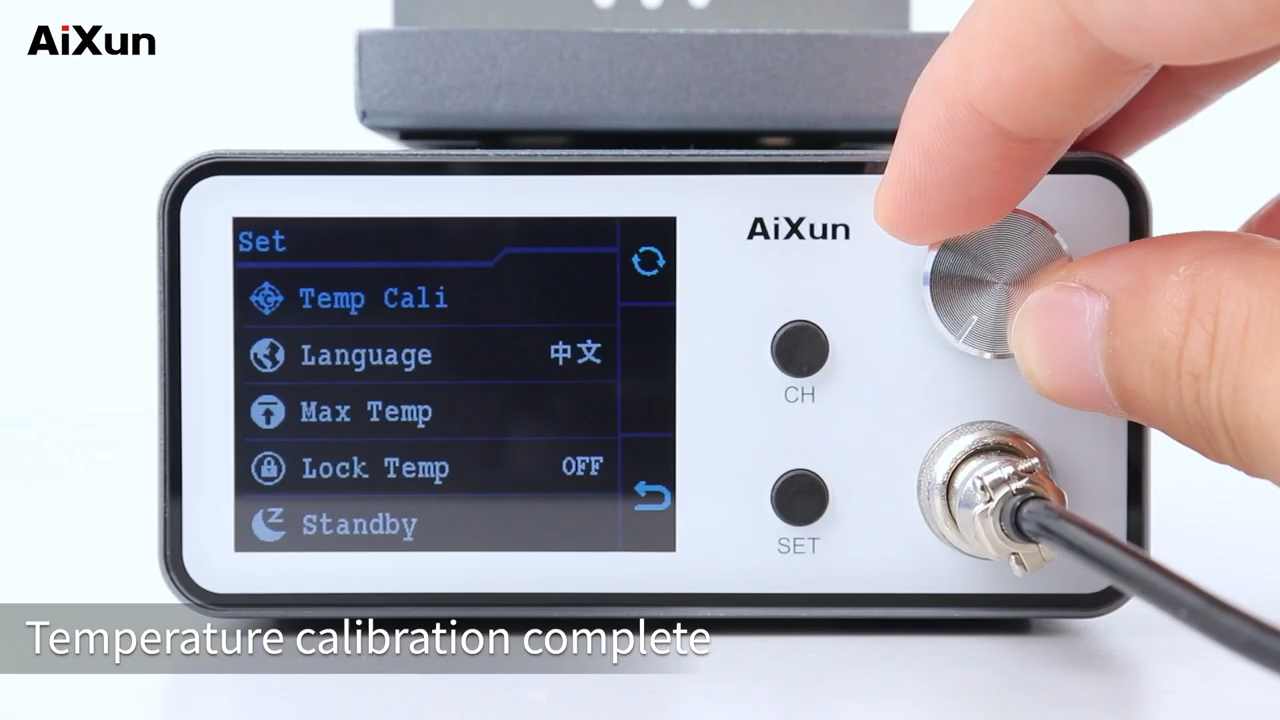 AiXun
Set
Temp Cali
Language 中文
Max Temp
Lock Temp OFF
Standby
AiXun
CH
SET
Temperature calibration complete